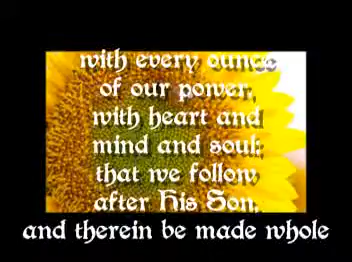 with every ounce
of our power,
with heart and
mind and soul;
that we follow
after His Son,
and therein be made whole